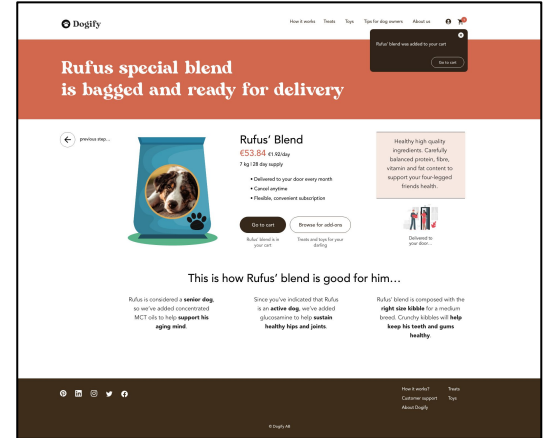 Dogify
How it works Treats Toys Tips for dog owners About us
Rufus' blend was added to your cart
Go to cart
Rufus special blend
is bagged and ready for delivery
previous step...
Rufus' Blend
€53.84 €1.92/day
7 kg / 28 day supply
• Delivered to your door every month
• Cancel anytime
• Flexible, convenient subscription
Go to cart
Browse for add-ons
Rufus' blend is in
your cart
Treats and toys for your
darling
Healthy high quality
ingredients. Carefully
balanced protein, fibre,
vitamin and fat content to
support your four-legged
friends health.
Delivered to
your door...
This is how Rufus' blend is good for him...
Rufus is considered a senior dog,
so we've added concentrated
MCT oils to help support his
aging mind.
Since you've indicated that Rufus
is an active dog, we've added
glucosamine to help sustain
healthy hips and joints.
Rufus' blend is composed with the
right size kibble for a medium
breed. Crunchy kibbles will help
keep his teeth and gums
healthy.
How it works? Treats
Customer support Toys
About Dogify
© Dogify AB